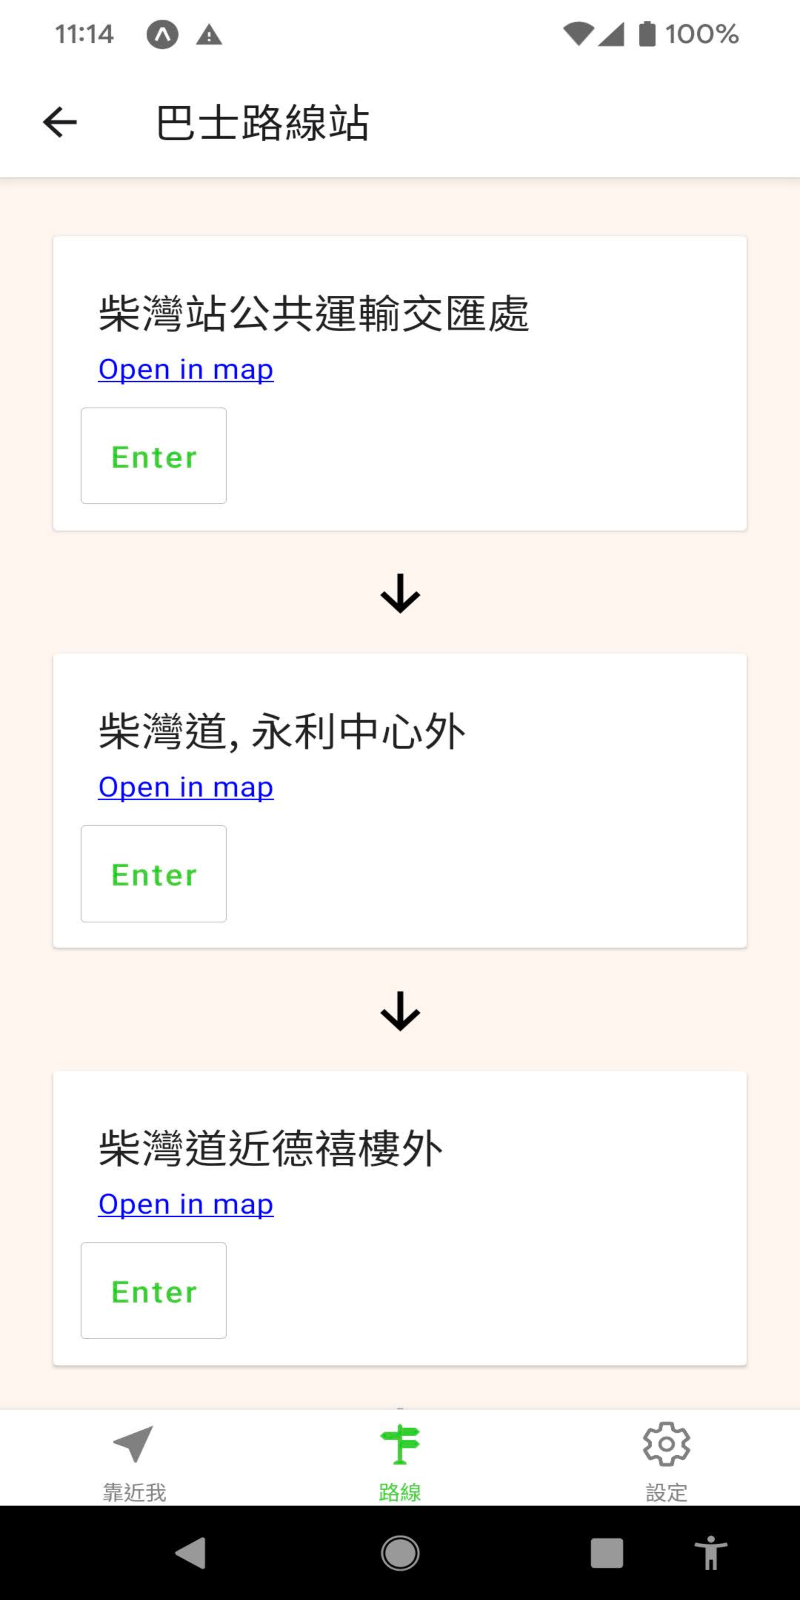 11:14
100%
巴士路線站
柴灣站公共運輸交匯處
Open in map
Enter
柴灣道, 永利中心外
Open in map
Enter
柴灣道近德禧樓外
Open in map
Enter
靠近我
路線
設定